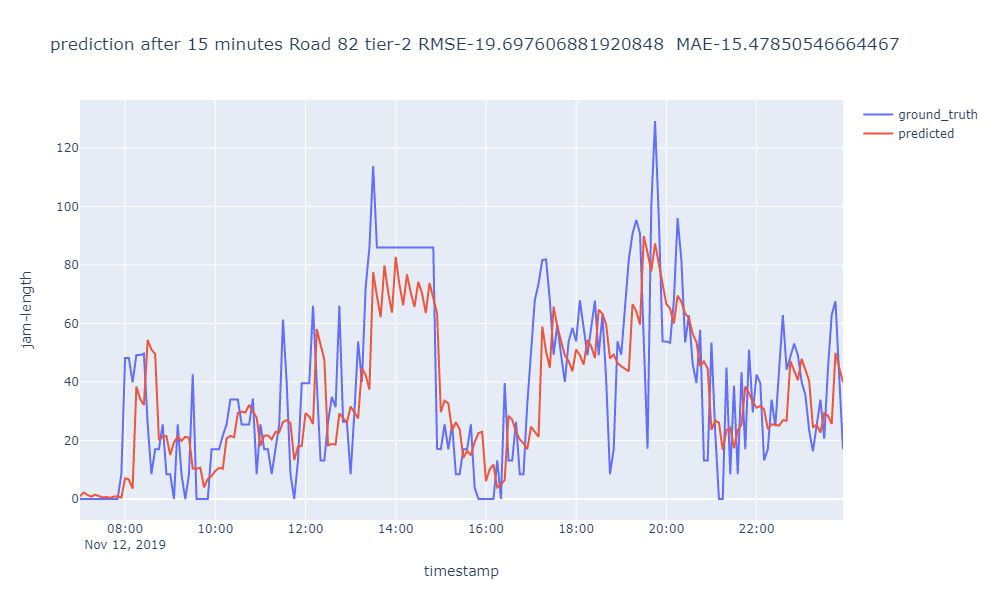 prediction after 15 minutes Road 82 tier-2 RMSE-19.697606881920848  MAE-15.47850546664467
ground_truth
predicted
120
100
80
60
40
20
0
jam-length
08:00 10:00 12:00 14:00 16:00 18:00 20:00 22:00
Nov 12, 2019
timestamp